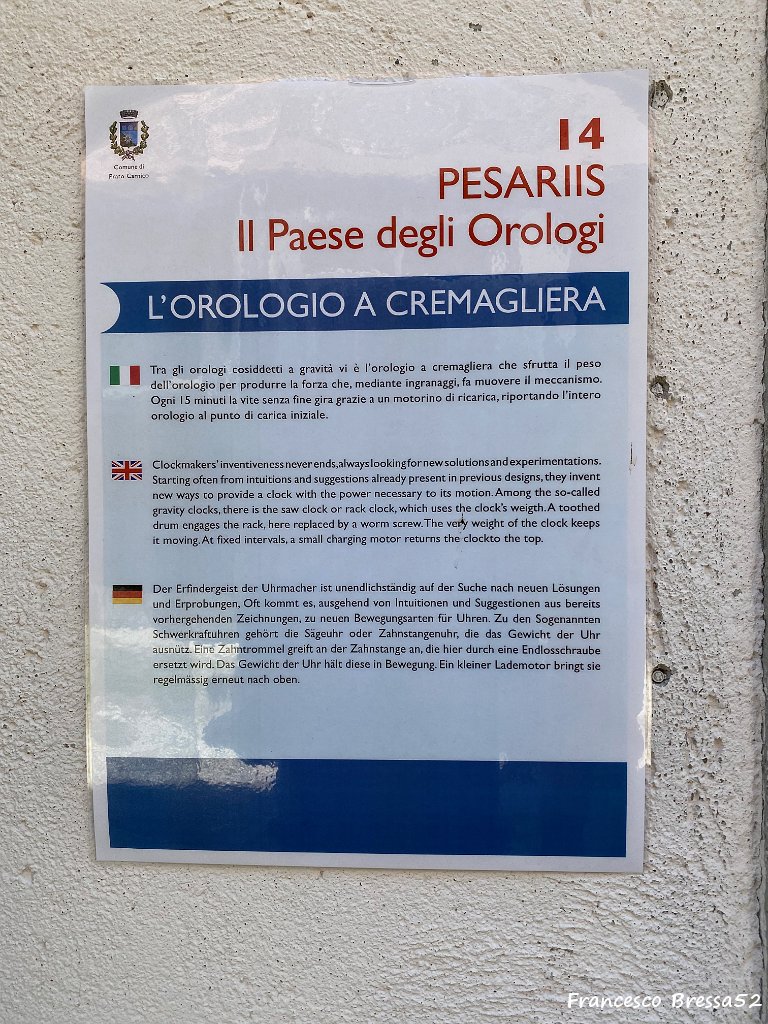 Comune di
Prato Carnico
14
PESARIIS
Il Paese degli Orologi
L'OROLOGIO A CREMAGLIERA
Tra gli orologi cosiddetti a gravità vi è l'orologio a cremagliera che sfrutta il peso
dell'orologio per produrre la forza che, mediante ingranaggi, fa muovere il meccanismo.
Ogni 15 minuti la vite senza fine gira grazie a un motorino di ricarica, riportando l'intero
orologio al punto di carica iniziale.
Clockmakers' inventiveness never ends, always looking for new solutions and experimentations.
Starting often from intuitions and suggestions already present in previous designs, they invent
new ways to provide a clock with the power necessary to its motion. Among the so-called
gravity clocks, there is the saw clock or rack clock, which uses the clock's weigth. A toothed
drum engages the rack, here replaced by a worm screw. The very weight of the clock keeps
it moving. At fixed intervals, a small charging motor returns the clockto the top.
Der Erfindergeist der Uhrmacher ist unendlichständig auf der Suche nach neuen Lösungen
und Erprobungen, Oft kommt es, ausgehend von Intuitionen und Suggestionen aus bereits
vorhergehenden Zeichnungen, zu neuen Bewegungsarten für Uhren. Zu den Sogenannten
Schwerkraftuhren gehört die Sägeuhr oder Zahnstangenuhr, die das Gewicht der Uhr
ausnütz. Eine Zahntrommel greift an der Zahnstange an, die hier durch eine Endlosschraube
ersetzt wird. Das Gewicht der Uhr hält diese in Bewegung. Ein kleiner Lademotor bringt sie
regelmässig erneut nach oben.
Francesco Bressa52